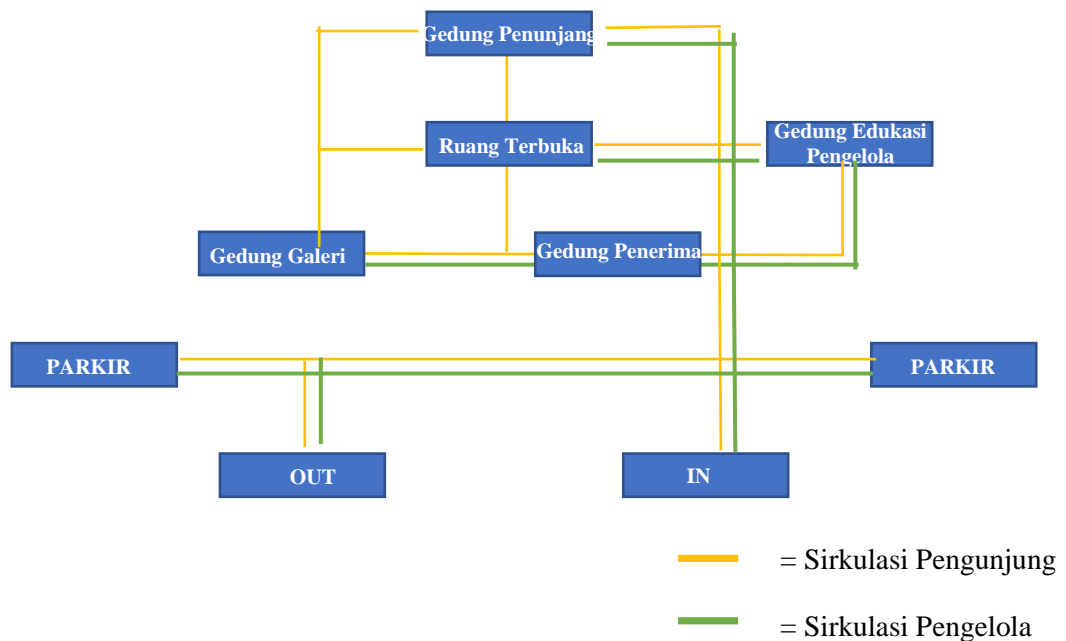 Gedung Penunjang
Ruang Terbuka
Gedung Edukasi
Pengelola
Gedung Galeri
Gedung Penerima
PARKIR
PARKIR
OUT
IN
= Sirkulasi Pengunjung
= Sirkulasi Pengelola